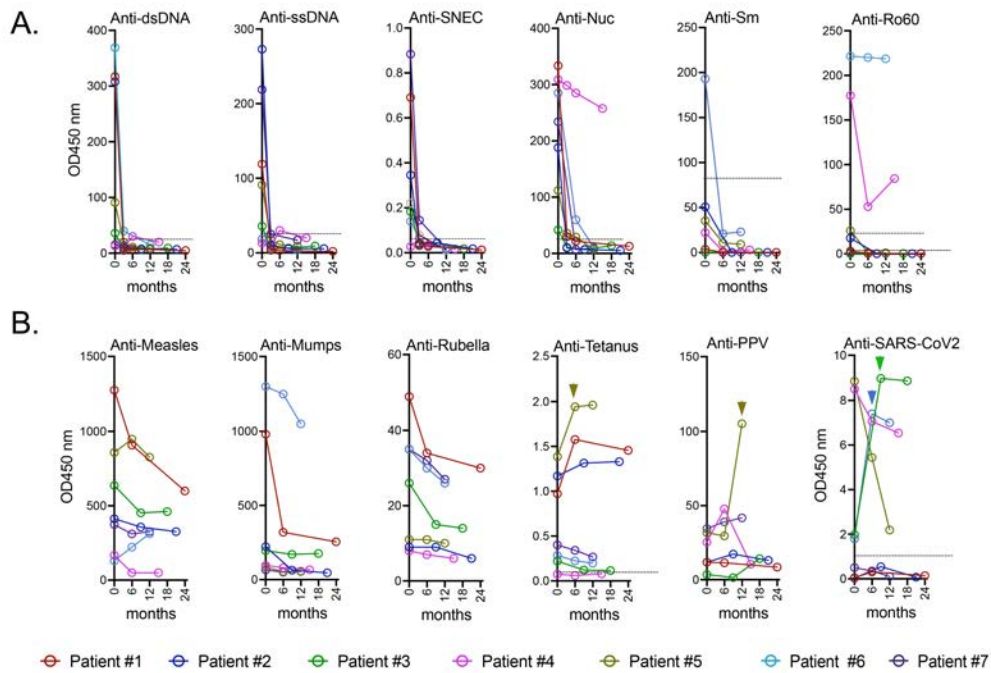 A.
Anti-dsDNA Anti-ssDNA Anti-SNEC Anti-Nuc Anti-Sm Anti-Ro60
OD450 nm
400 300 200 100 0
300 200 100 0
1.0 0.8 0.6 0.4 0.2 0.0
400 300 200 100 0
250 200 150 100 50 0
250 200 150 100 50 0
0 6 12 18 24 0 6 12 18 24 0 6 12 18 24 0 6 12 18 24 0 6 12 18 24 0 6 12 18 24
months months months months months months
B.
Anti-Measles Anti-Mumps Anti-Rubella Anti-Tetanus Anti-PPV Anti-SARS-CoV2
OD450 nm
1500 1000 500 0
1500 1000 500 0
60 40 20 0
2.5 2.0 1.5 1.0 0.5 0.0
150 100 50 0
10 8 6 4 2 0
OD450 nm
0 6 12 18 24 0 6 12 18 24 0 6 12 18 24 0 6 12 18 24 0 6 12 18 24 0 6 12 18 24
months months months months months months
Patient #1 Patient #2 Patient #3 Patient #4 Patient #5 Patient #6 Patient #7